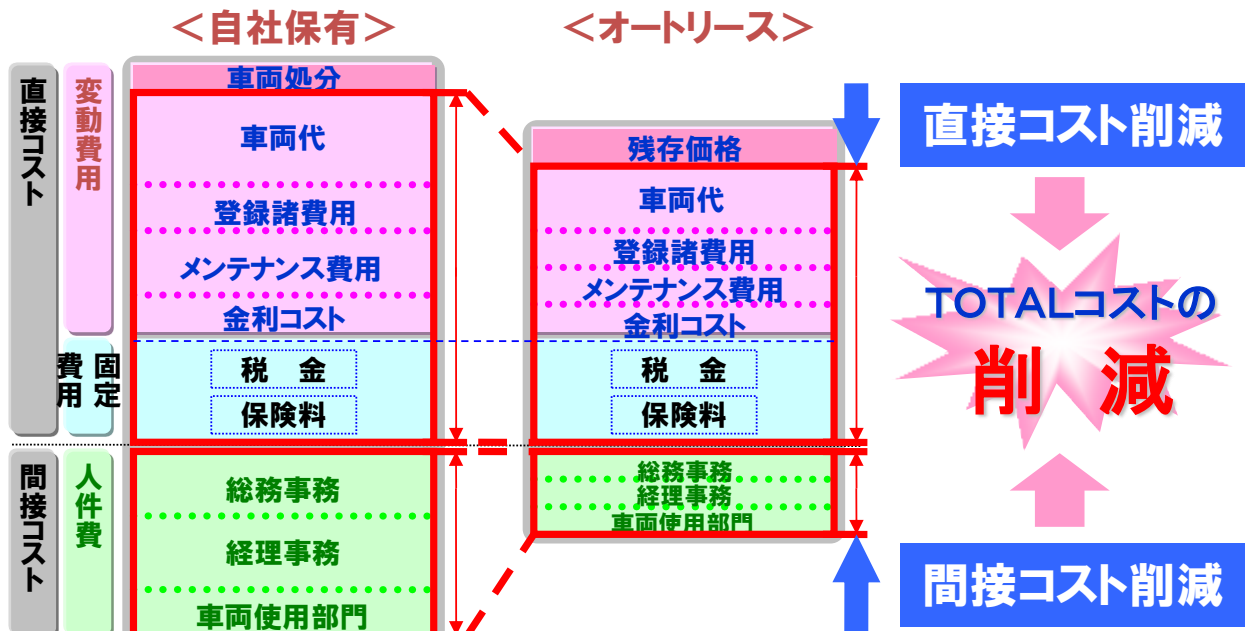 ＜自社保有＞
＜オートリース＞
直接コスト
変動費用
固定費用
間接コスト
人件費
車両処分
車両代
登録諸費用
メンテナンス費用
金利コスト
税　金
保険料
総務事務
経理事務
車両使用部門
残存価格
車両代
登録諸費用
メンテナンス費用
金利コスト
税　金
保険料
総務事務
経理事務
車両使用部門
直接コスト削減
TOTALコストの
削　減
間接コスト削減